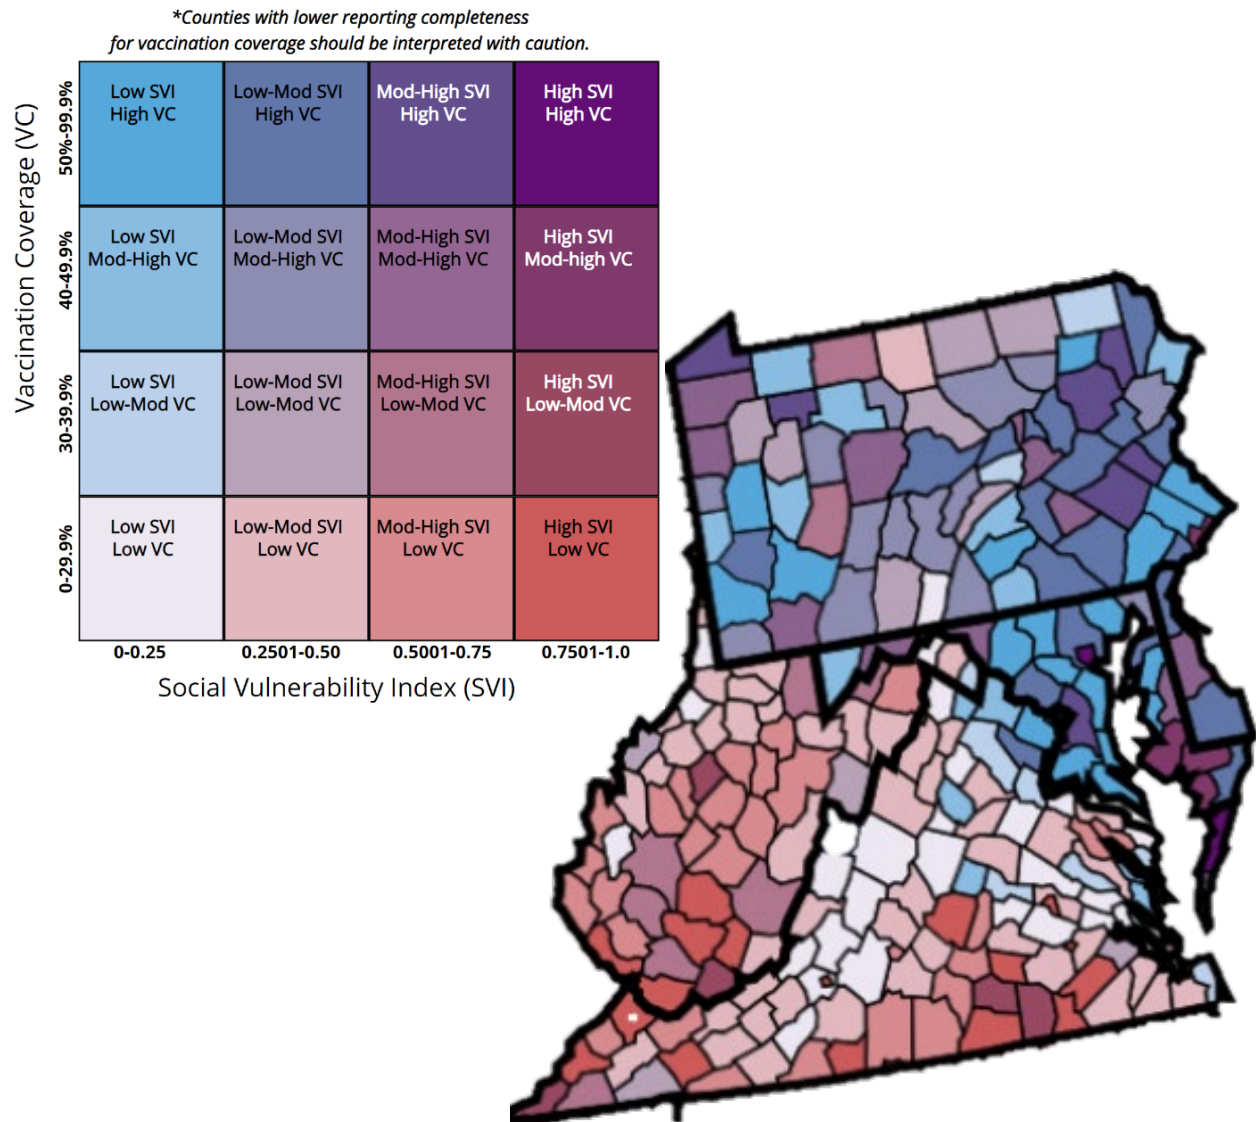 *Counties with lower reporting completeness
for vaccination coverage should be interpreted with caution.
Vaccination Coverage (VC)
50%-99.9%
Low SVI
High VC
Low-Mod SVI
High VC
Mod-High SVI
High VC
High SVI
High VC
40-49.9%
Low SVI
Mod-High VC
Low-Mod SVI
Mod-High VC
Mod-High SVI
Mod-High VC
High SVI
Mod-high VC
30-39.9%
Low SVI
Low-Mod VC
Low-Mod SVI
Low-Mod VC
Mod-High SVI
Low-Mod VC
High SVI
Low-Mod VC
0-29.9%
Low SVI
Low VC
Low-Mod SVI
Low VC
Mod-High SVI
Low VC
High SVI
Low VC
0-0.25
0.2501-0.50
0.5001-0.75
0.7501-1.0
Social Vulnerability Index (SVI)